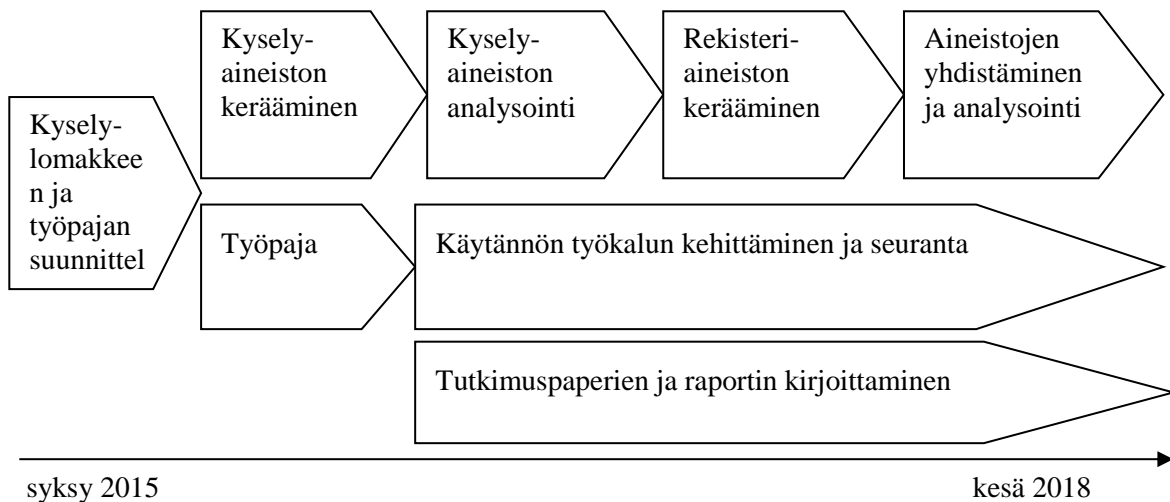 Kysely-
lomakkee
n ja
työpajan
suunnittel
Kysely-
aineiston
kerääminen
Kysely-
aineiston
analysointi
Rekisteri-
aineiston
kerääminen
Aineistojen
yhdistäminen
ja analysointi
Työpaja
Käytännön työkalun kehittäminen ja seuranta
Tutkimuspaperien ja raportin kirjoittaminen
syksy 2015
kesä 2018